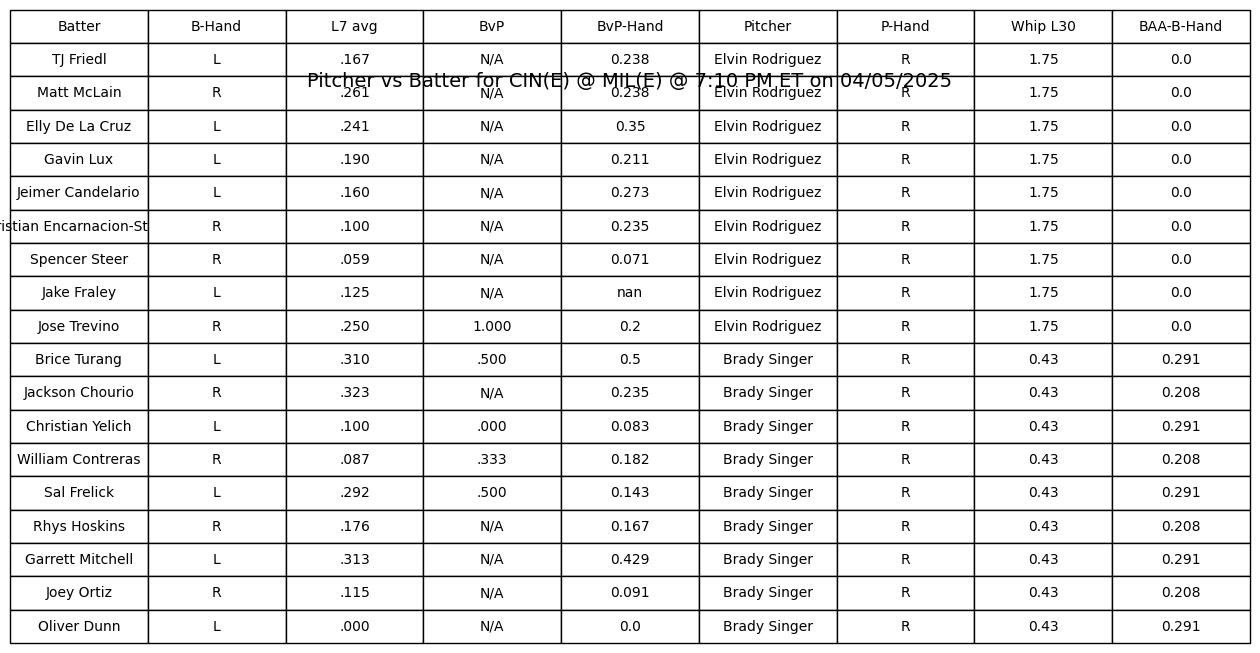 Batter B-Hand L7 avg BvP BvP-Hand Pitcher P-Hand Whip L30 BAA-B-Hand
TJ Friedl L .167 N/A 0.238 Elvin Rodriguez R 1.75 0.0
Pitcher vs Batter for CIN(E) @ MIL(E) @ 7:10 PM ET on 04/05/2025
Matt McLain R .261 N/A 0.238 Elvin Rodriguez R 1.75 0.0
Elly De La Cruz L .241 N/A 0.35 Elvin Rodriguez R 1.75 0.0
Gavin Lux L .190 N/A 0.211 Elvin Rodriguez R 1.75 0.0
Jeimer Candelario L .160 N/A 0.273 Elvin Rodriguez R 1.75 0.0
ristian Encarnacion-St R .100 N/A 0.235 Elvin Rodriguez R 1.75 0.0
Spencer Steer R .059 N/A 0.071 Elvin Rodriguez R 1.75 0.0
Jake Fraley L .125 N/A nan Elvin Rodriguez R 1.75 0.0
Jose Trevino R .250 1.000 0.2 Elvin Rodriguez R 1.75 0.0
Brice Turang L .310 .500 0.5 Brady Singer R 0.43 0.291
Jackson Chourio R .323 N/A 0.235 Brady Singer R 0.43 0.208
Christian Yelich L .100 .000 0.083 Brady Singer R 0.43 0.291
William Contreras R .087 .333 0.182 Brady Singer R 0.43 0.208
Sal Frelick L .292 .500 0.143 Brady Singer R 0.43 0.291
Rhys Hoskins R .176 N/A 0.167 Brady Singer R 0.43 0.208
Garrett Mitchell L .313 N/A 0.429 Brady Singer R 0.43 0.291
Joey Ortiz R .115 N/A 0.091 Brady Singer R 0.43 0.208
Oliver Dunn L .000 N/A 0.0 Brady Singer R 0.43 0.291